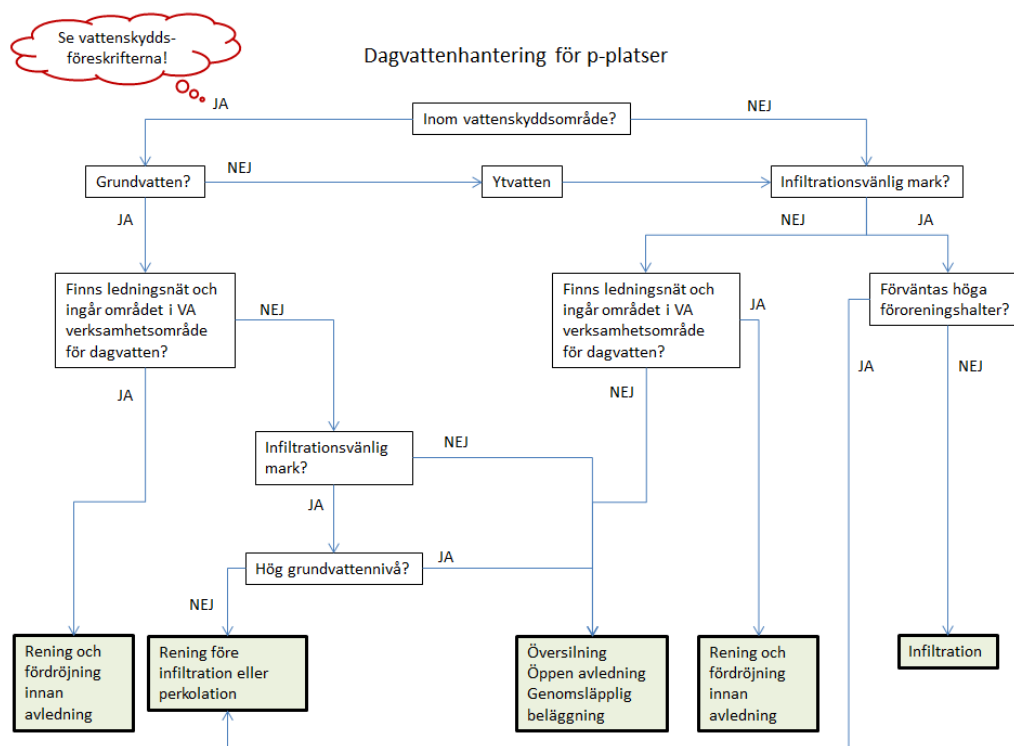 Se vattenskydds-
föreskrifterna!
Dagvattenhantering för p-platser
JA
Inom vattenskyddsområde?
NEJ
Grundvatten?
NEJ
Ytvatten
Infiltrationsvänlig mark?
JA
NEJ
JA
Finns ledningsnät och
ingår området i VA
verksamhetsområde
för dagvatten?
NEJ
Finns ledningsnät och
ingår området i VA
verksamhetsområde
för dagvatten?
JA
Förväntas höga
föroreningshalter?
JA
NEJ
JA
NEJ
Infiltrationsvänlig
mark?
NEJ
JA
Hög grundvattennivå?
JA
NEJ
Rening och
fördröjning
innan
avledning
Rening före
infiltration eller
perkolation
Översilning
Öppen avledning
Genomsläpplig
beläggning
Rening och
fördröjning
innan
avledning
Infiltration